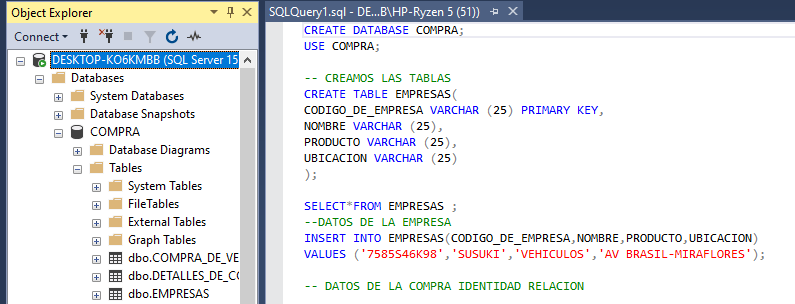 Object Explorer
Connect
DESKTOP-KO6KMBB (SQL Server 15
Databases
System Databases
Database Snapshots
COMPRA
Database Diagrams
Tables
System Tables
FileTables
External Tables
Graph Tables
dbo.COMPRA_DE_VE
dbo.DETALLES_DE_CO
dbo.EMPRESAS
SQLQuery1.sql - DE...B\HP-Ryzen 5 (51))
CREATE DATABASE COMPRA;
USE COMPRA;
-- CREAMOS LAS TABLAS
CREATE TABLE EMPRESAS(
CODIGO_DE_EMPRESA VARCHAR (25) PRIMARY KEY,
NOMBRE VARCHAR (25),
PRODUCTO VARCHAR (25),
UBICACION VARCHAR (25)
);
SELECT*FROM EMPRESAS ;
--DATOS DE LA EMPRESA
INSERT INTO EMPRESAS(CODIGO_DE_EMPRESA,NOMBRE,PRODUCTO,UBICACION)
VALUES ('7585S46K98','SUSUKI','VEHICULOS','AV BRASIL-MIRAFLORES');
-- DATOS DE LA COMPRA IDENTIDAD RELACION